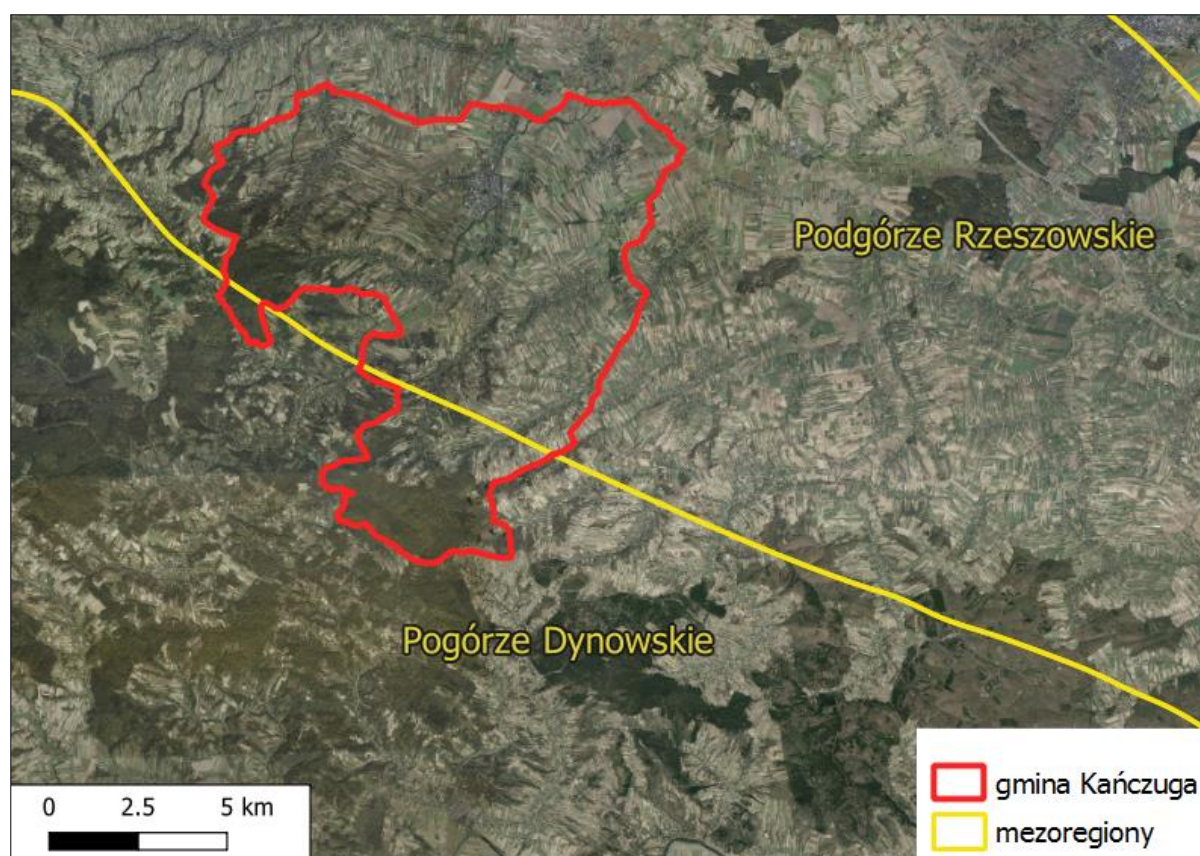 Podgórze Rzeszowskie
Pogórze Dynowskie
0 2.5 5 km
gmina Kańczuga
mezoregiony